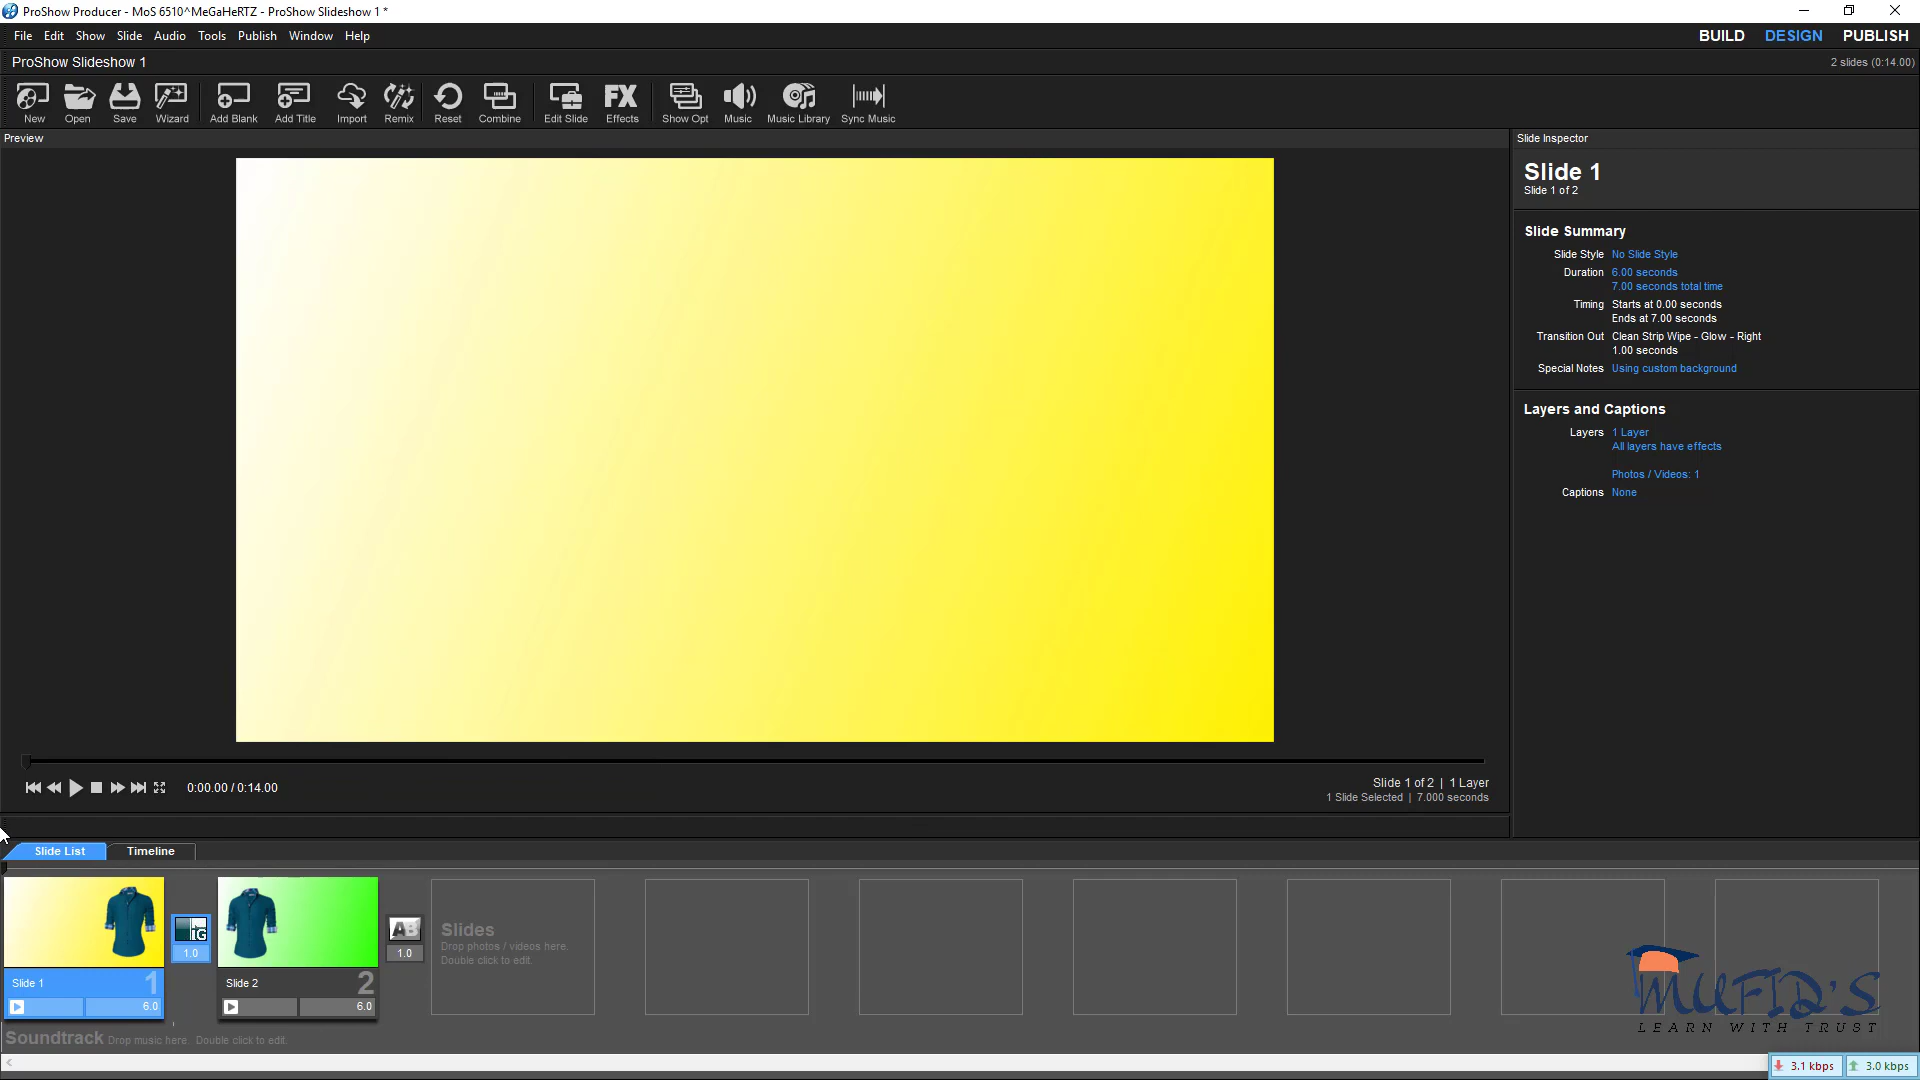 ProShow Producer - MoS 6510^MeGaHeRTZ - ProShow Slideshow 1 *
File Edit Show Slide Audio Tools Publish Window Help
BUILD DESIGN PUBLISH
ProShow Slideshow 1
2 slides (0:14.00)
New Open Save Wizard Add Blank Add Title Import Remix Reset Combine Edit Slide Effects Show Opt Music Music Library Sync Music
FX
Preview
Slide Inspector
Slide 1
Slide 1 of 2
Slide Summary
Slide Style No Slide Style
Duration 6.00 seconds
7.00 seconds total time
Timing Starts at 0.00 seconds
Ends at 7.00 seconds
Transition Out Clean Strip Wipe - Glow - Right
1.00 seconds
Special Notes Using custom background
Layers and Captions
Layers 1 Layer
All layers have effects
Photos / Videos: 1
Captions None
0:00.00 / 0:14.00
Slide 1 of 2 | 1 Layer
1 Slide Selected | 7.000 seconds
Slide List Timeline
Slides
Drop photos / videos here.
Double click to edit.
AB
1.0
1.0
Slide 1 1
6.0
Slide 2 2
6.0
MUFIQ'S
LEARN WITH TRUST
Soundtrack Drop music here. Double click to edit.
3.1 kbps 3.0 kbps